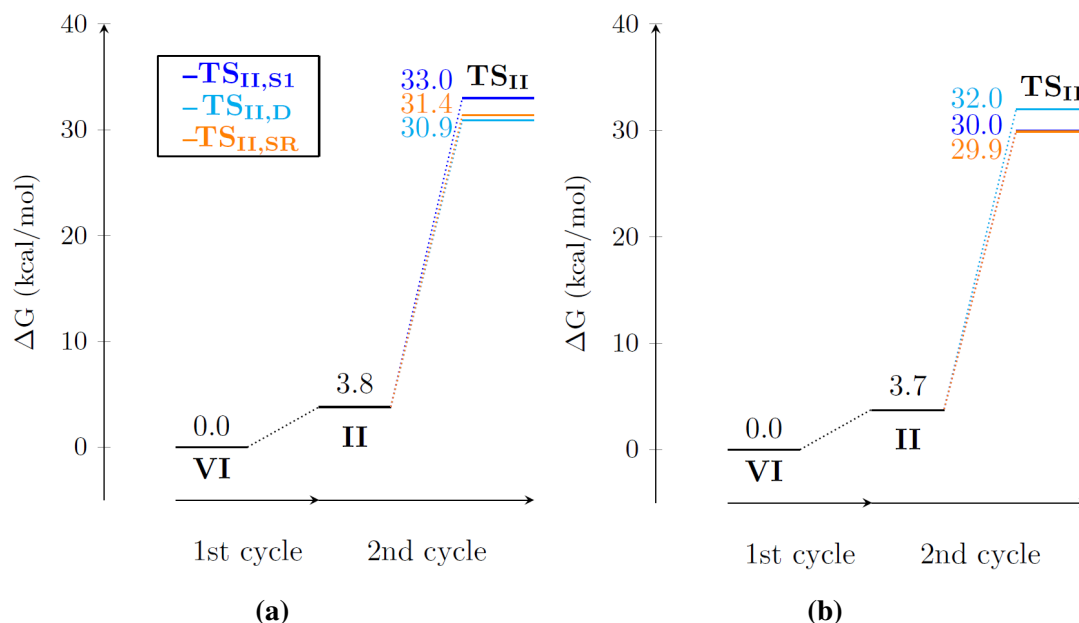 40
30
20
10
0
ΔG (kcal/mol)
–TS_II,S1
–TS_II,D
–TS_II,SR
33.0
31.4
30.9
TS_II
3.8
II
0.0
VI
1st cycle
2nd cycle
(a)
40
30
20
10
0
ΔG (kcal/mol)
32.0
30.0
29.9
TS_II
3.7
II
0.0
VI
1st cycle
2nd cycle
(b)